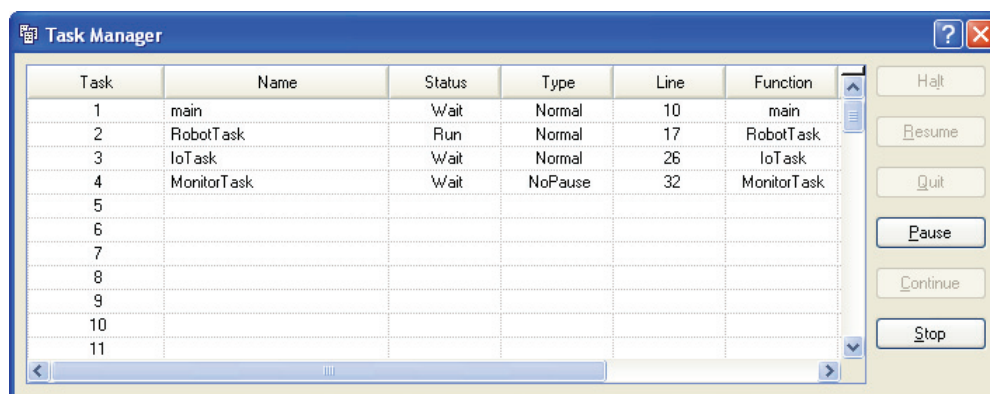 Task Manager
Task Name Status Type Line Function
1 main Wait Normal 10 main
2 RobotTask Run Normal 17 RobotTask
3 IoTask Wait Normal 26 IoTask
4 MonitorTask Wait NoPause 32 MonitorTask
5
6
7
8
9
10
11
Halt
Resume
Quit
Pause
Continue
Stop